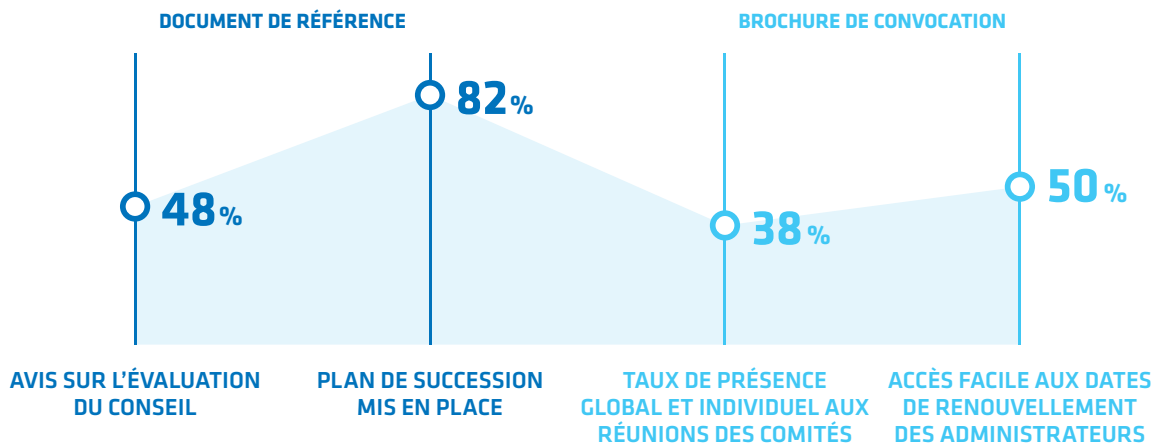 DOCUMENT DE RÉFÉRENCE
BROCHURE DE CONVOCATION
48%
82%
38%
50%
AVIS SUR L'ÉVALUATION
DU CONSEIL
PLAN DE SUCCESSION
MIS EN PLACE
TAUX DE PRÉSENCE
GLOBAL ET INDIVIDUEL AUX
RÉUNIONS DES COMITÉS
ACCÈS FACILE AUX DATES
DE RENOUVELLEMENT
DES ADMINISTRATEURS